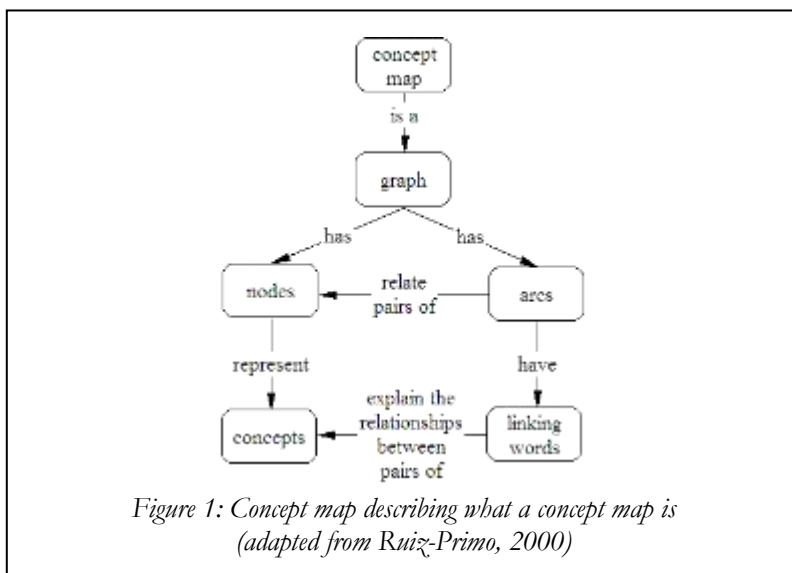 concept
map
is a
graph
has
has
nodes
relate
pairs of
arcs
represent
have
concepts
explain the
relationships
between
pairs of
linking
words
Figure 1: Concept map describing what a concept map is
(adapted from Ruiz-Primo, 2000)